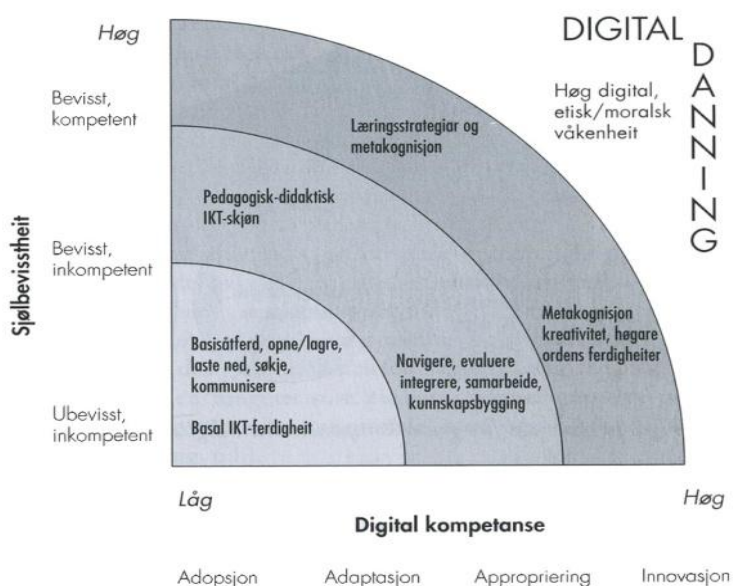 DIGITAL
DANNING
Høg digital,
etisk/moralsk
våkenheit
Høg
Bevisst,
kompetent
Bevisst,
inkompetent
Ubevisst,
inkompetent
Sjølbevisstheit
Læringsstrategiar og
metakognisjon
Pedagogisk-didaktisk
IKT-skjøn
Metakognisjon
kreativitet, høgare
ordens ferdigheiter
Basisåtferd, opne/lagre,
laste ned, søkje,
kommunisere
Basal IKT-ferdigheit
Navigere, evaluere
integrere, samarbeide,
kunnskapsbygging
Låg
Høg
Digital kompetanse
Adopsjon
Adaptasjon
Appropriering
Innovasjon